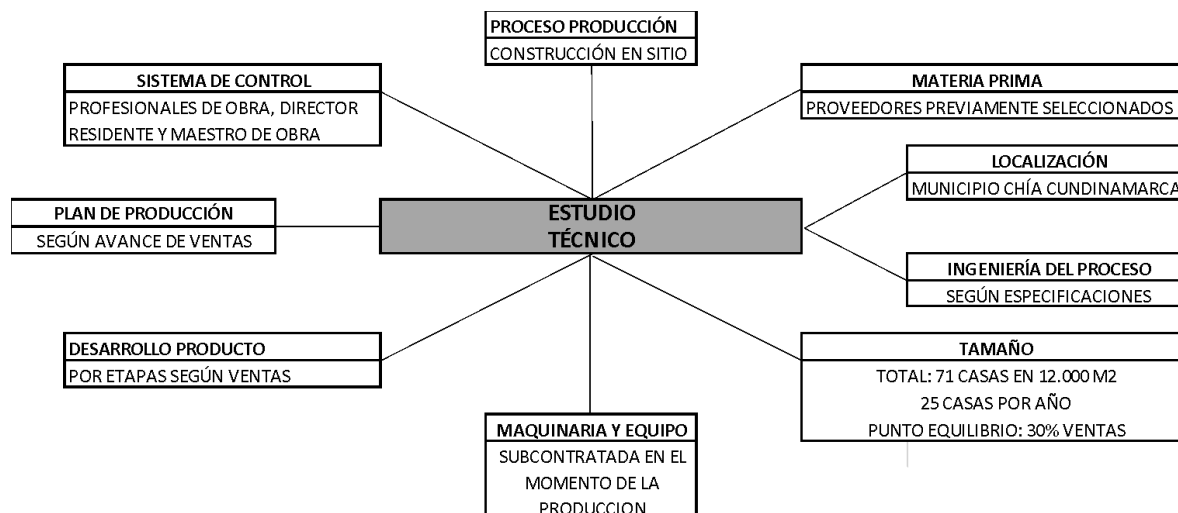 PROCESO PRODUCCIÓN
CONSTRUCCIÓN EN SITIO
SISTEMA DE CONTROL
PROFESIONALES DE OBRA, DIRECTOR
RESIDENTE Y MAESTRO DE OBRA
MATERIA PRIMA
PROVEEDORES PREVIAMENTE SELECCIONADOS
LOCALIZACIÓN
MUNICIPIO CHÍA CUNDINAMARCA
PLAN DE PRODUCCIÓN
SEGÚN AVANCE DE VENTAS
ESTUDIO
TÉCNICO
INGENIERÍA DEL PROCESO
SEGÚN ESPECIFICACIONES
DESARROLLO PRODUCTO
POR ETAPAS SEGÚN VENTAS
TAMAÑO
TOTAL: 71 CASAS EN 12.000 M2
25 CASAS POR AÑO
PUNTO EQUILIBRIO: 30% VENTAS
MAQUINARIA Y EQUIPO
SUBCONTRATADA EN EL
MOMENTO DE LA
PRODUCCION